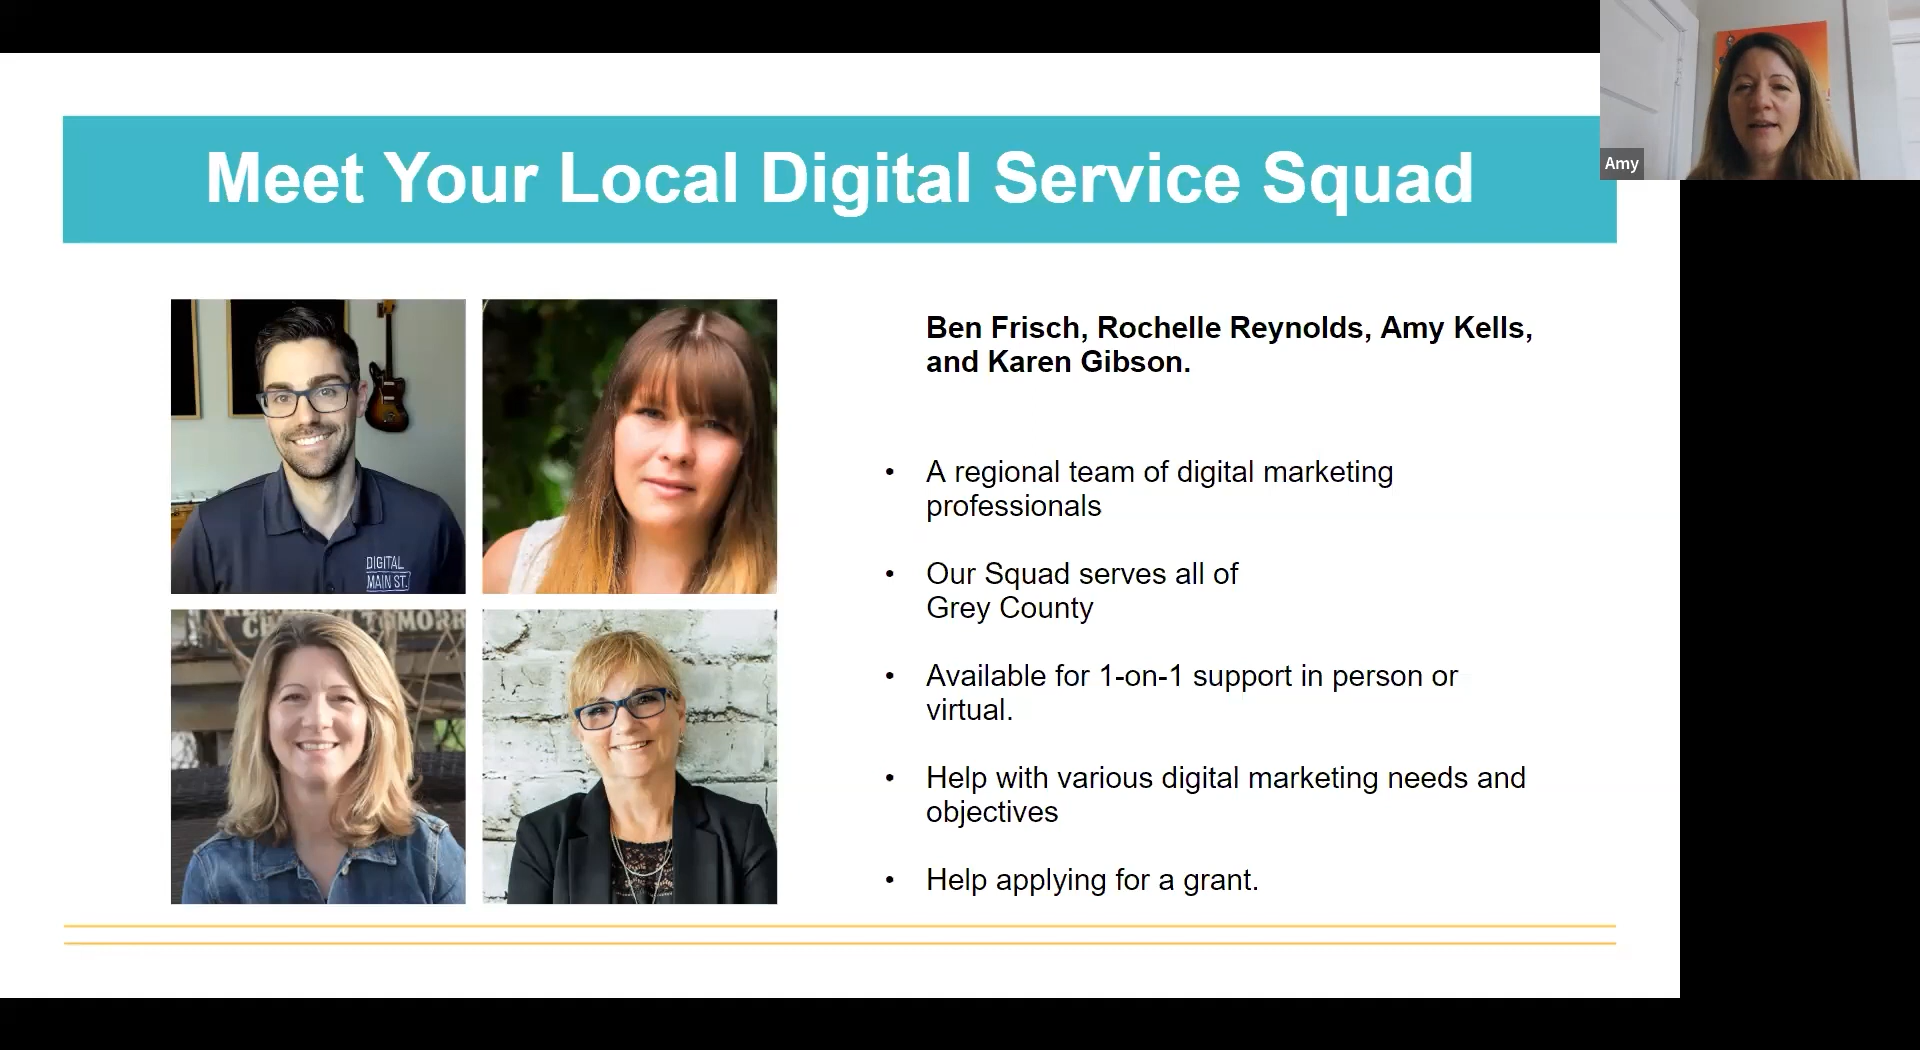 Meet Your Local Digital Service Squad
Amy
Ben Frisch, Rochelle Reynolds, Amy Kells,
and Karen Gibson.
• A regional team of digital marketing
professionals
• Our Squad serves all of
Grey County
• Available for 1-on-1 support in person or
virtual.
• Help with various digital marketing needs and
objectives
• Help applying for a grant.
DIGITAL
MAIN ST.